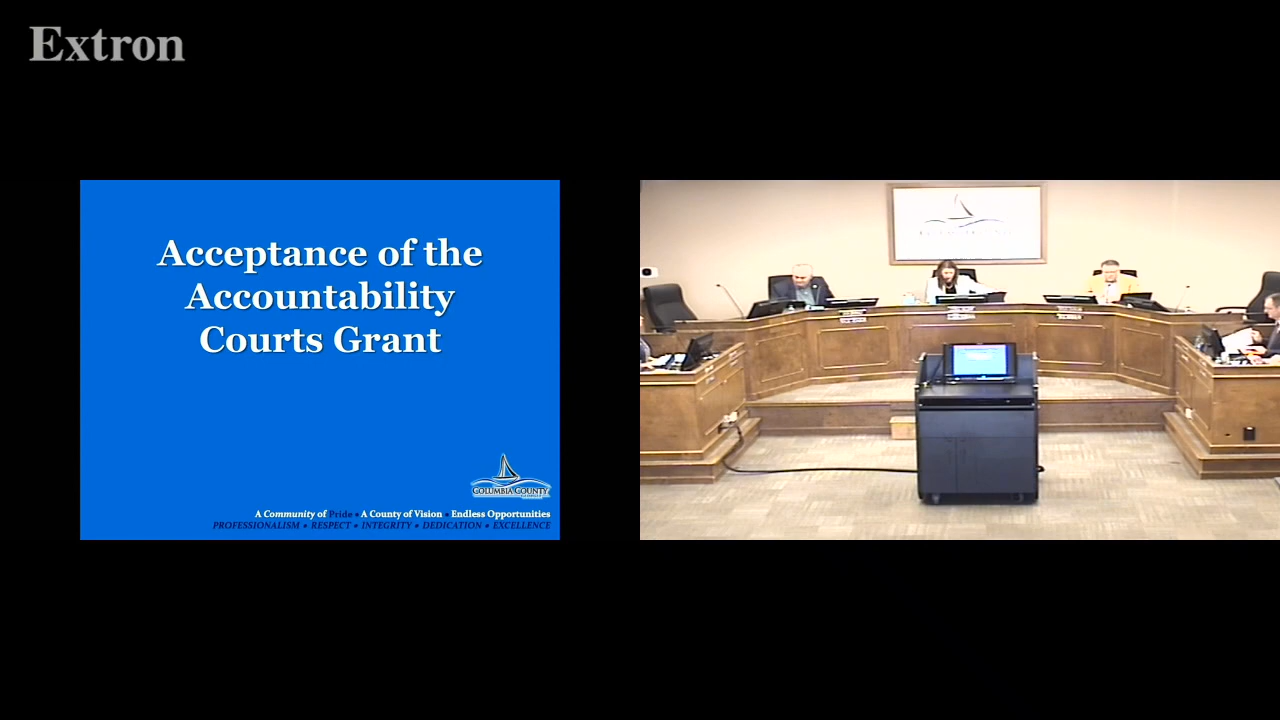 Extron
Acceptance of the
Accountability
Courts Grant
COLUMBIA COUNTY
A Community of Pride • A County of Vision • Endless Opportunities
PROFESSIONALISM • RESPECT • INTEGRITY • DEDICATION • EXCELLENCE